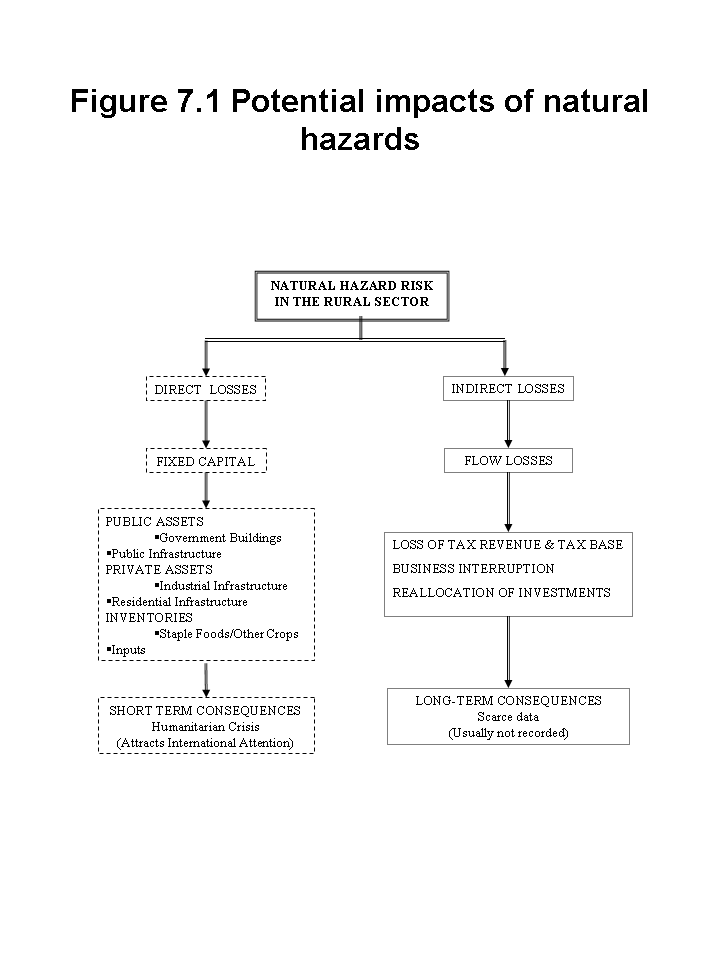 Figure 7.1 Potential impacts of natural
hazards
NATURAL HAZARD RISK
IN THE RURAL SECTOR
DIRECT LOSSES
INDIRECT LOSSES
FIXED CAPITAL
FLOW LOSSES
PUBLIC ASSETS
▪Government Buildings
▪Public Infrastructure
PRIVATE ASSETS
▪Industrial Infrastructure
▪Residential Infrastructure
INVENTORIES
▪Staple Foods/Other Crops
▪Inputs
LOSS OF TAX REVENUE & TAX BASE
BUSINESS INTERRUPTION
REALLOCATION OF INVESTMENTS
SHORT TERM CONSEQUENCES
Humanitarian Crisis
(Attracts International Attention)
LONG-TERM CONSEQUENCES
Scarce data
(Usually not recorded)